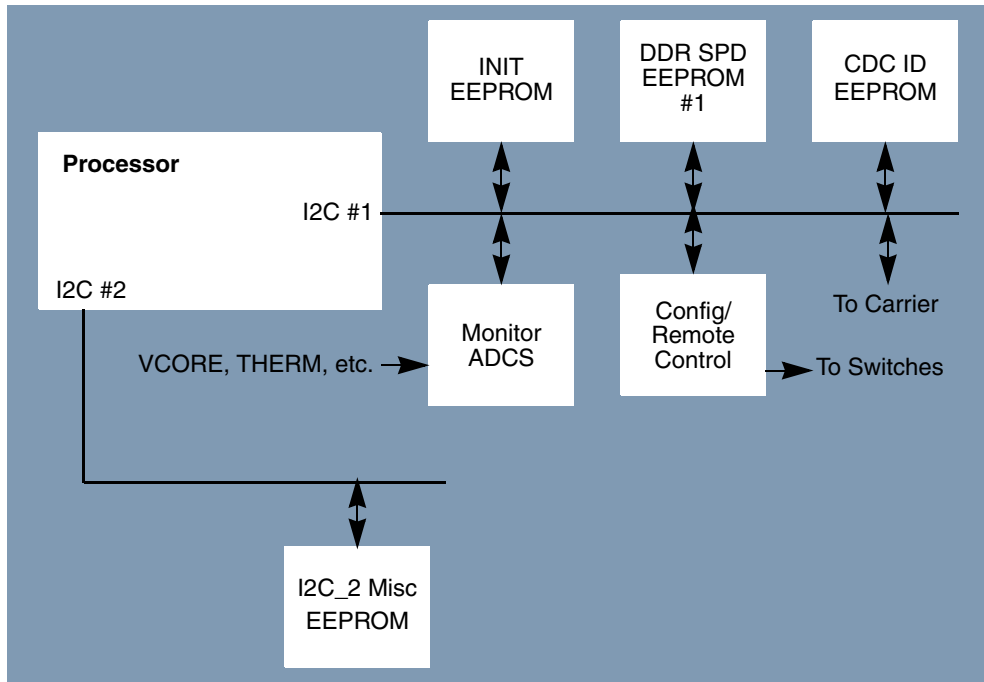 INIT
EEPROM
DDR SPD
EEPROM
#1
CDC ID
EEPROM
Processor
I2C #1
I2C #2
Monitor
ADCS
Config/
Remote
Control
To Carrier
VCORE, THERM, etc.
To Switches
I2C_2 Misc
EEPROM